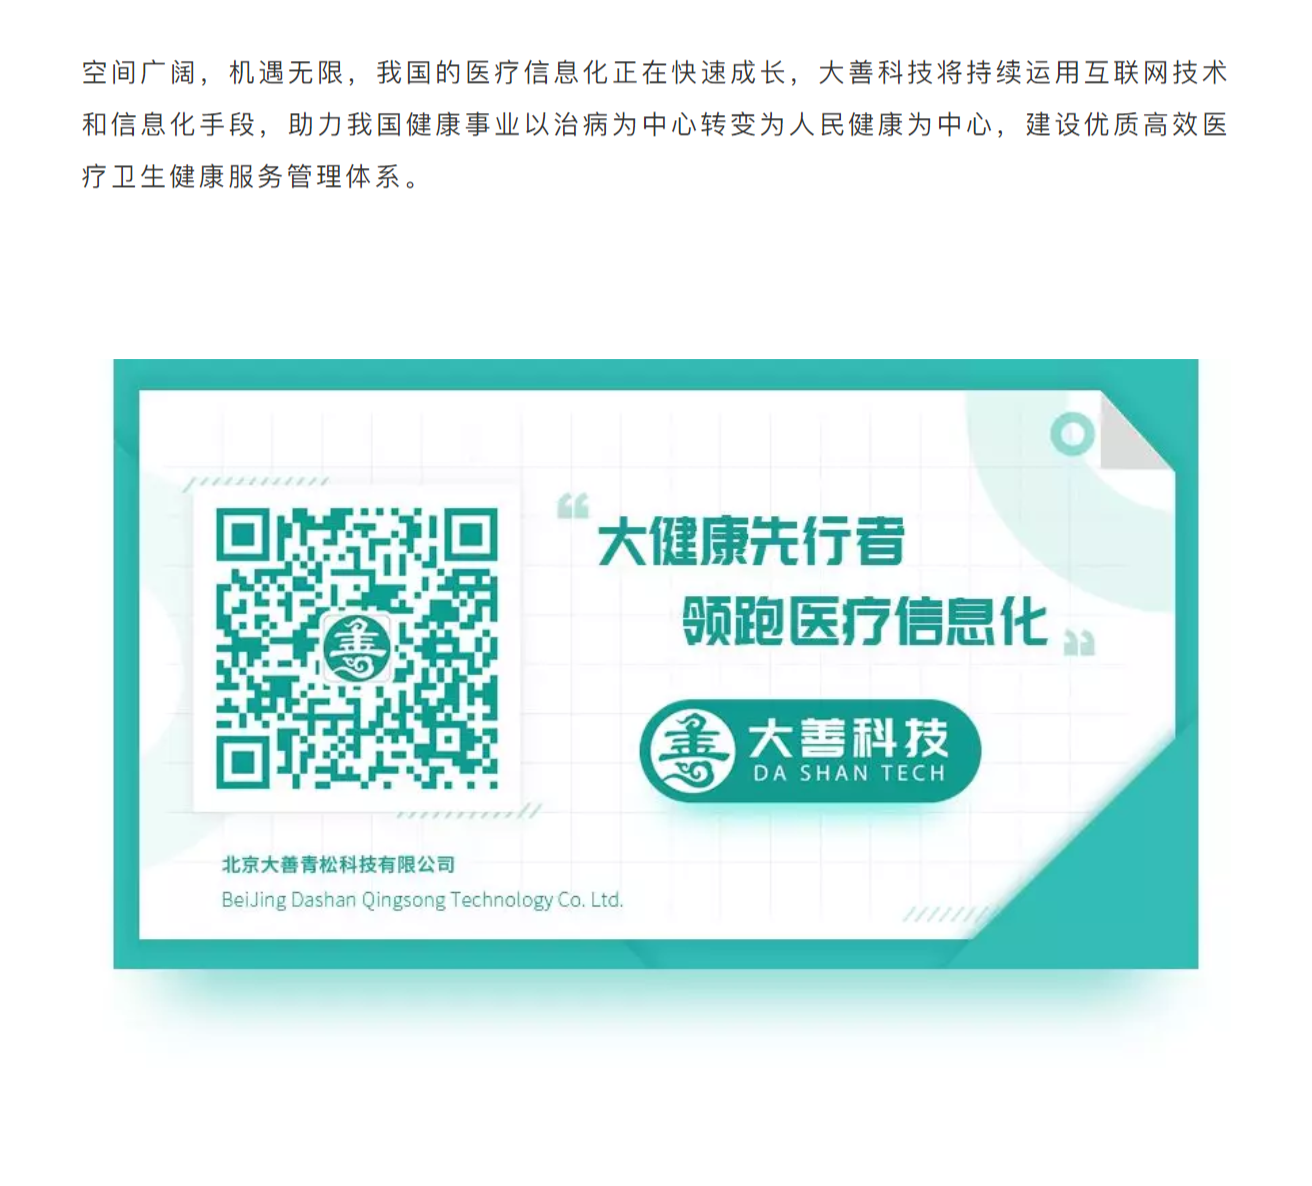 空间广阔，机遇无限，我国的医疗信息化正在快速成长，大善科技将持续运用互联网技术
和信息化手段，助力我国健康事业以治病为中心转变为人民健康为中心，建设优质高效医
疗卫生健康服务管理体系。
“大健康先行者
领跑医疗信息化”
善
善 大善科技
DA SHAN TECH
北京大善青松科技有限公司
BeiJing Dashan Qingsong Technology Co. Ltd.